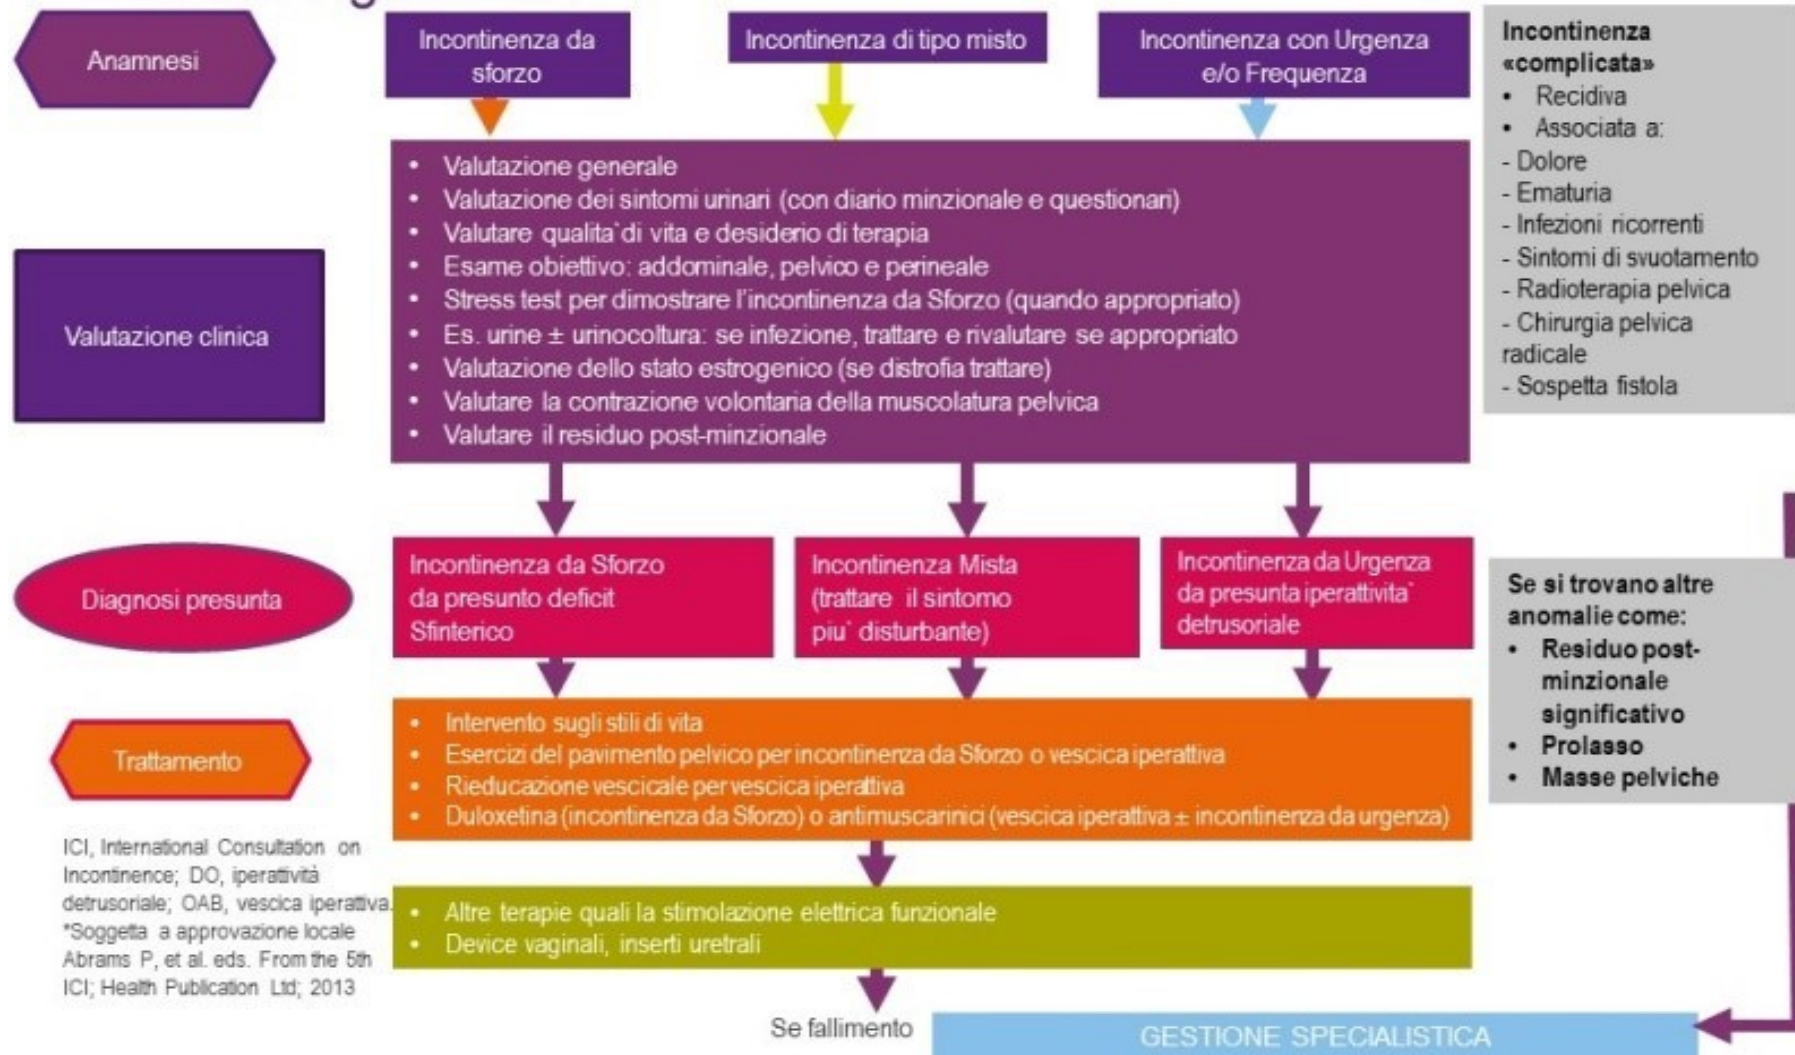 Anamnesi
Incontinenza da
sforzo
Incontinenza di tipo misto
Incontinenza con Urgenza
e/o Frequenza
Incontinenza
«complicata»
• Recidiva
• Associata a:
- Dolore
- Ematuria
- Infezioni ricorrenti
- Sintomi di svuotamento
- Radioterapia pelvica
- Chirurgia pelvica
radicale
- Sospetta fistola
Valutazione clinica
• Valutazione generale
• Valutazione dei sintomi urinari (con diario minzionale e questionari)
• Valutare qualita` di vita e desiderio di terapia
• Esame obiettivo: addominale, pelvico e perineale
• Stress test per dimostrare l'incontinenza da Sforzo (quando appropriato)
• Es. urine ± urinocoltura: se infezione, trattare e rivalutare se appropriato
• Valutazione dello stato estrogenico (se distrofia trattare)
• Valutare la contrazione volontaria della muscolatura pelvica
• Valutare il residuo post-minzionale
Diagnosi presunta
Incontinenza da Sforzo
da presunto deficit
Sfinterico
Incontinenza Mista
(trattare il sintomo
piu` disturbante)
Incontinenza da Urgenza
da presunta iperattivita`
detrusoriale
Se si trovano altre
anomalie come:
• Residuo post-
minzionale
significativo
• Prolasso
• Masse pelviche
Trattamento
• Intervento sugli stili di vita
• Esercizi del pavimento pelvico per incontinenza da Sforzo o vescica iperattiva
• Rieducazione vescicale per vescica iperattiva
• Duloxetina (incontinenza da Sforzo) o antimuscarinici (vescica iperattiva ± incontinenza da urgenza)
ICI, International Consultation on
Incontinence; DO, iperattività
detrusoriale; OAB, vescica iperattiva.
*Soggetta a approvazione locale
Abrams P, et al. eds. From the 5th
ICI; Health Publication Ltd; 2013
• Altre terapie quali la stimolazione elettrica funzionale
• Device vaginali, inserti uretrali
Se fallimento
GESTIONE SPECIALISTICA